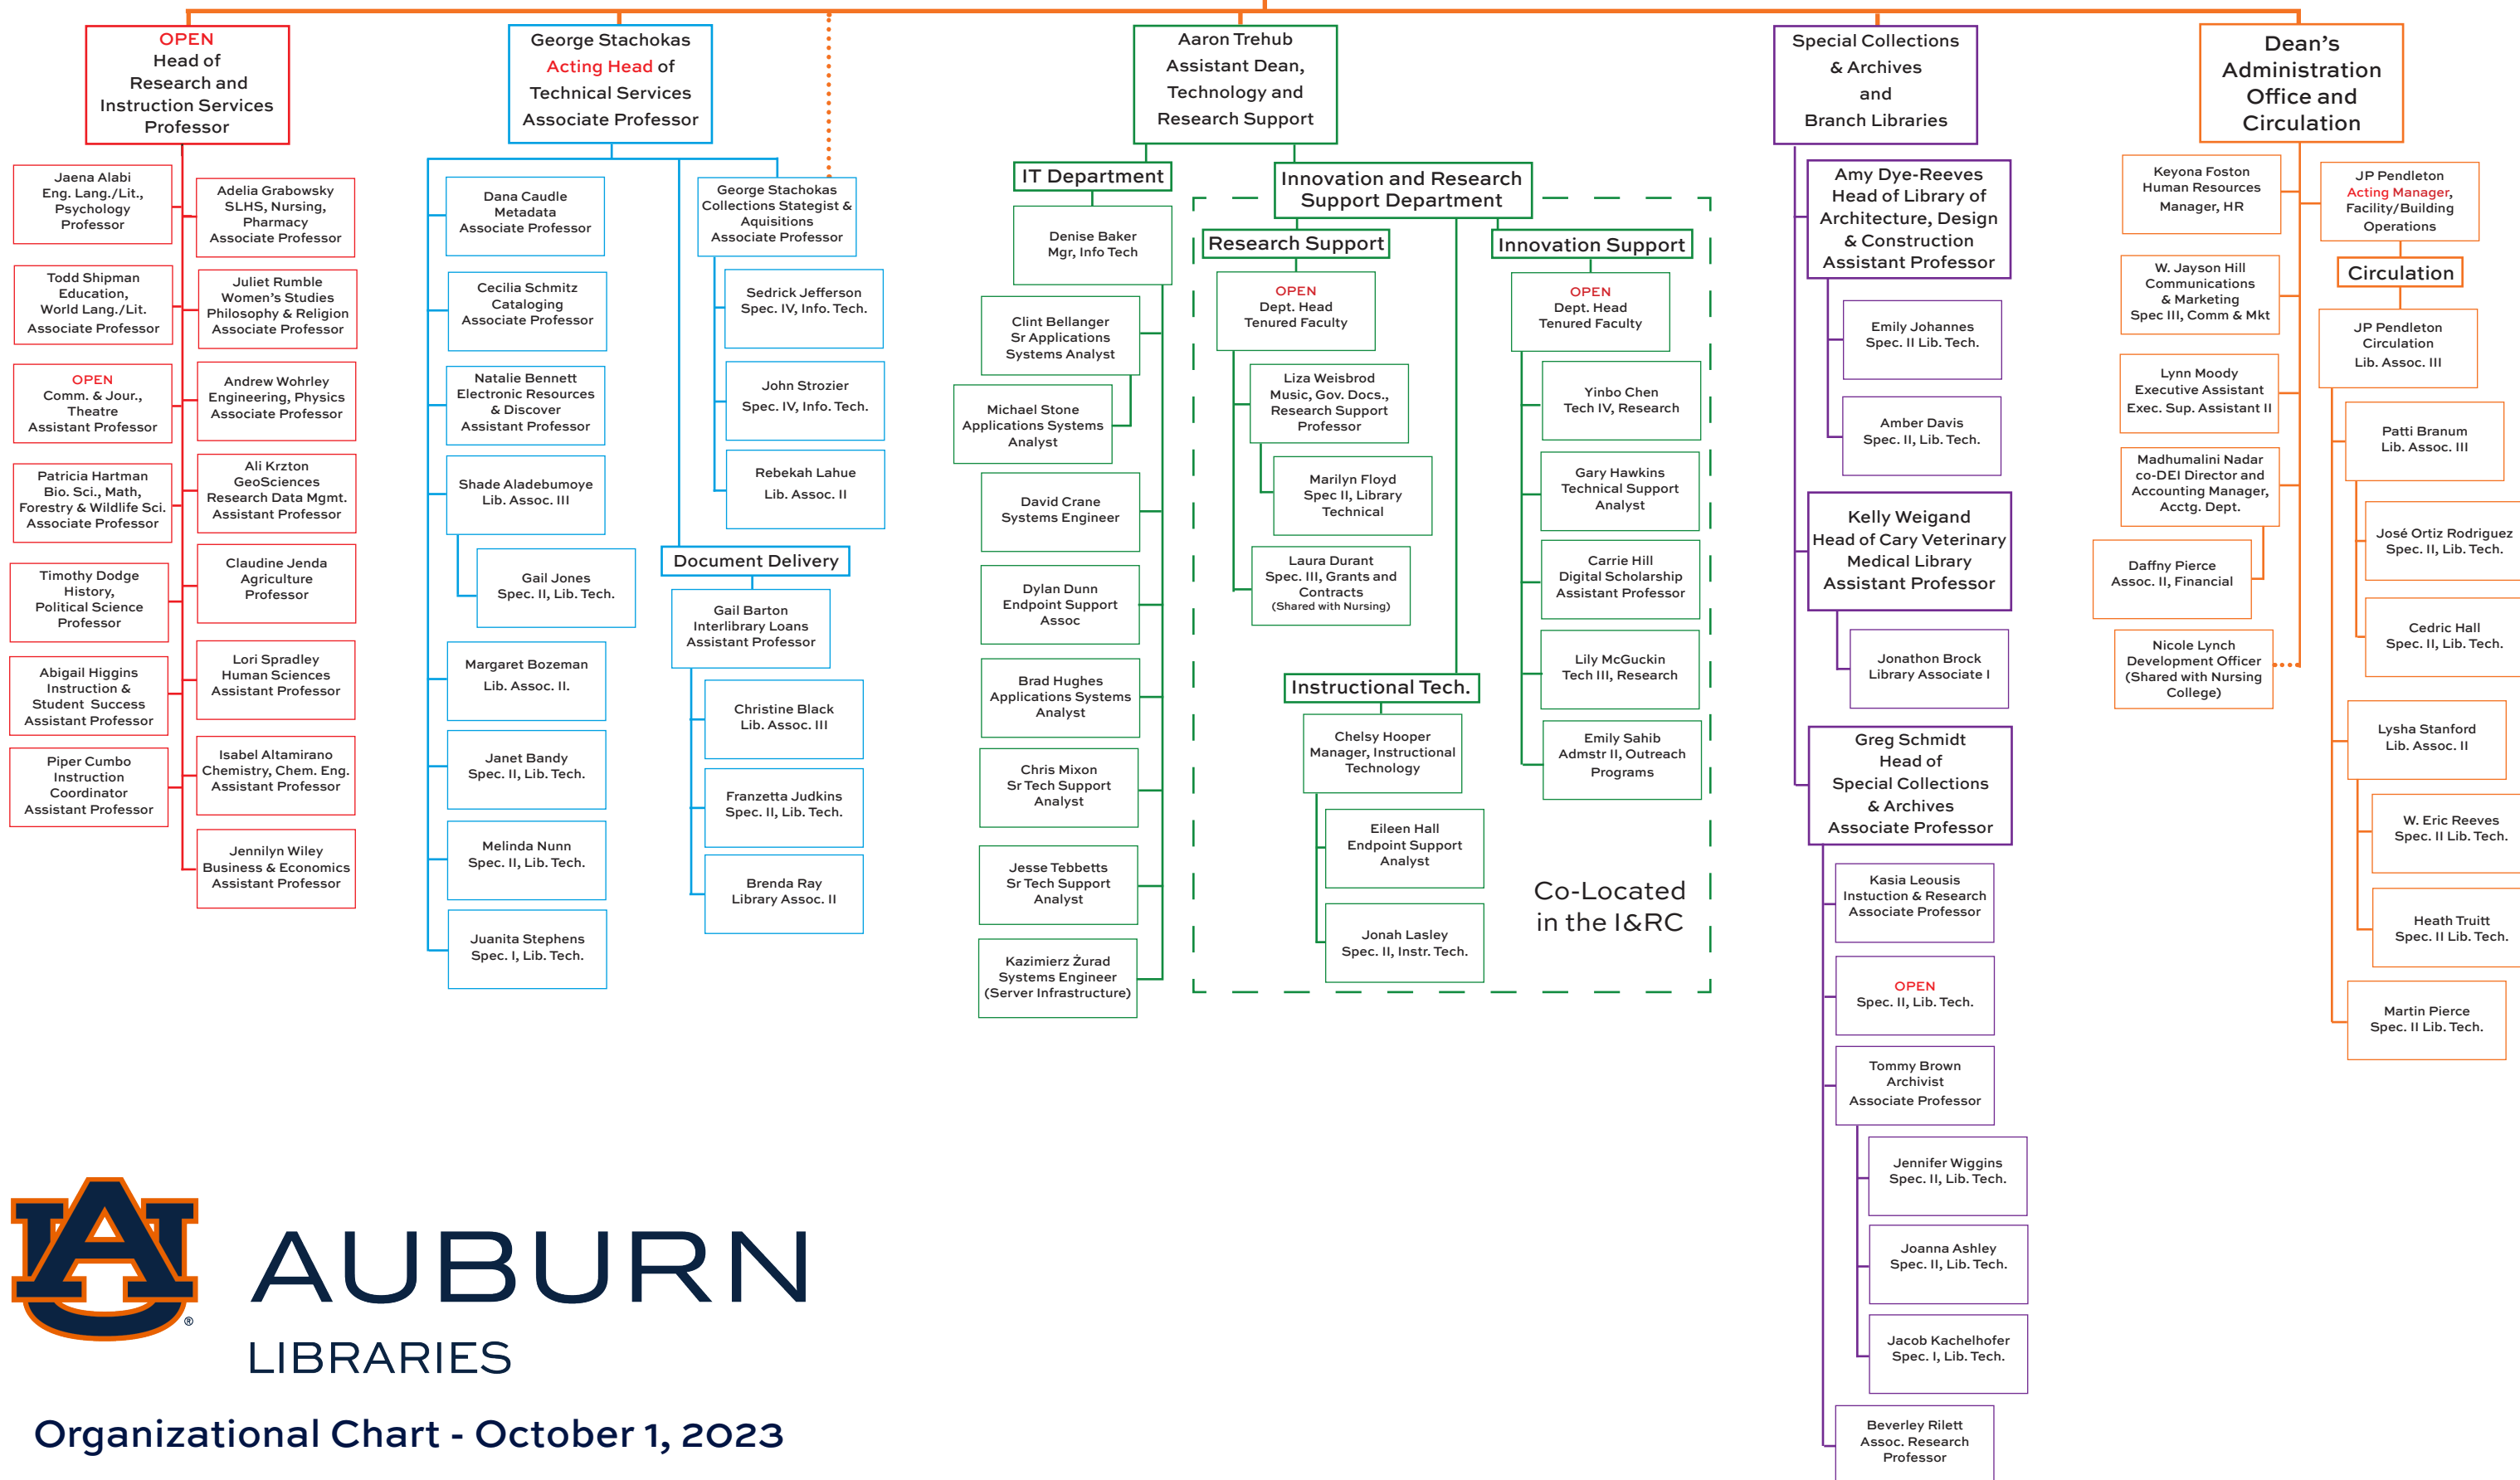 OPEN
Head of
Research and
Instruction Services
Professor
Jaena Alabi
Eng. Lang./Lit.,
Psychology
Professor
Adelia Grabowsky
SLHS, Nursing,
Pharmacy
Associate Professor
Todd Shipman
Education,
World Lang./Lit.
Associate Professor
Juliet Rumble
Women's Studies
Philosophy & Religion
Associate Professor
OPEN
Comm. & Jour.,
Theatre
Assistant Professor
Andrew Wohrley
Engineering, Physics
Associate Professor
Patricia Hartman
Bio. Sci., Math,
Forestry & Wildlife Sci.
Associate Professor
Ali Krzton
GeoSciences
Research Data Mgmt.
Assistant Professor
Timothy Dodge
History,
Political Science
Professor
Claudine Jenda
Agriculture
Professor
Abigail Higgins
Instruction &
Student Success
Assistant Professor
Lori Spradley
Human Sciences
Assistant Professor
Piper Cumbo
Instruction
Coordinator
Assistant Professor
Isabel Altamirano
Chemistry, Chem. Eng.
Assistant Professor
Jennilyn Wiley
Business & Economics
Assistant Professor
George Stachokas
Acting Head of
Technical Services
Associate Professor
Dana Caudle
Metadata
Associate Professor
Cecilia Schmitz
Cataloging
Associate Professor
Natalie Bennett
Electronic Resources
& Discover
Assistant Professor
Shade Aladebumoye
Lib. Assoc. III
Gail Jones
Spec. II, Lib. Tech.
Margaret Bozeman
Lib. Assoc. II.
Janet Bandy
Spec. II, Lib. Tech.
Melinda Nunn
Spec. II, Lib. Tech.
Juanita Stephens
Spec. I, Lib. Tech.
George Stachokas
Collections Stategist &
Aquisitions
Associate Professor
Sedrick Jefferson
Spec. IV, Info. Tech.
John Strozier
Spec. IV, Info. Tech.
Rebekah Lahue
Lib. Assoc. II
Document Delivery
Gail Barton
Interlibrary Loans
Assistant Professor
Christine Black
Lib. Assoc. III
Franzetta Judkins
Spec. II, Lib. Tech.
Brenda Ray
Library Assoc. II
Aaron Trehub
Assistant Dean,
Technology and
Research Support
IT Department
Denise Baker
Mgr, Info Tech
Clint Bellanger
Sr Applications
Systems Analyst
Michael Stone
Applications Systems
Analyst
David Crane
Systems Engineer
Dylan Dunn
Endpoint Support
Assoc
Brad Hughes
Applications Systems
Analyst
Chris Mixon
Sr Tech Support
Analyst
Jesse Tebbetts
Sr Tech Support
Analyst
Kazimierz Żurad
Systems Engineer
(Server Infrastructure)
Innovation and Research
Support Department
Research Support
OPEN
Dept. Head
Tenured Faculty
Liza Weisbrod
Music, Gov. Docs.,
Research Support
Professor
Marilyn Floyd
Spec II, Library
Technical
Laura Durant
Spec. III, Grants and
Contracts
(Shared with Nursing)
Instructional Tech.
Chelsy Hooper
Manager, Instructional
Technology
Eileen Hall
Endpoint Support
Analyst
Jonah Lasley
Spec. II, Instr. Tech.
Innovation Support
OPEN
Dept. Head
Tenured Faculty
Yinbo Chen
Tech IV, Research
Gary Hawkins
Technical Support
Analyst
Carrie Hill
Digital Scholarship
Assistant Professor
Lily McGuckin
Tech III, Research
Emily Sahib
Admstr II, Outreach
Programs
Co-Located
in the I&RC
Special Collections
& Archives
and
Branch Libraries
Amy Dye-Reeves
Head of Library of
Architecture, Design
& Construction
Assistant Professor
Emily Johannes
Spec. II Lib. Tech.
Amber Davis
Spec. II, Lib. Tech.
Kelly Weigand
Head of Cary Veterinary
Medical Library
Assistant Professor
Jonathon Brock
Library Associate I
Greg Schmidt
Head of
Special Collections
& Archives
Associate Professor
Kasia Leousis
Instuction & Research
Associate Professor
OPEN
Spec. II, Lib. Tech.
Tommy Brown
Archivist
Associate Professor
Jennifer Wiggins
Spec. II, Lib. Tech.
Joanna Ashley
Spec. II, Lib. Tech.
Jacob Kachelhofer
Spec. I, Lib. Tech.
Beverley Rilett
Assoc. Research
Professor
Dean's
Administration
Office and
Circulation
Keyona Foston
Human Resources
Manager, HR
W. Jayson Hill
Communications
& Marketing
Spec III, Comm & Mkt
Lynn Moody
Executive Assistant
Exec. Sup. Assistant II
Madhumalini Nadar
co-DEI Director and
Accounting Manager,
Acctg. Dept.
Daffny Pierce
Assoc. II, Financial
Nicole Lynch
Development Officer
(Shared with Nursing
College)
JP Pendleton
Acting Manager,
Facility/Building
Operations
Circulation
JP Pendleton
Circulation
Lib. Assoc. III
Patti Branum
Lib. Assoc. III
José Ortiz Rodriguez
Spec. II, Lib. Tech.
Cedric Hall
Spec. II, Lib. Tech.
Lysha Stanford
Lib. Assoc. II
W. Eric Reeves
Spec. II Lib. Tech.
Heath Truitt
Spec. II Lib. Tech.
Martin Pierce
Spec. II Lib. Tech.
AU
®
AUBURN
LIBRARIES
Organizational Chart - October 1, 2023